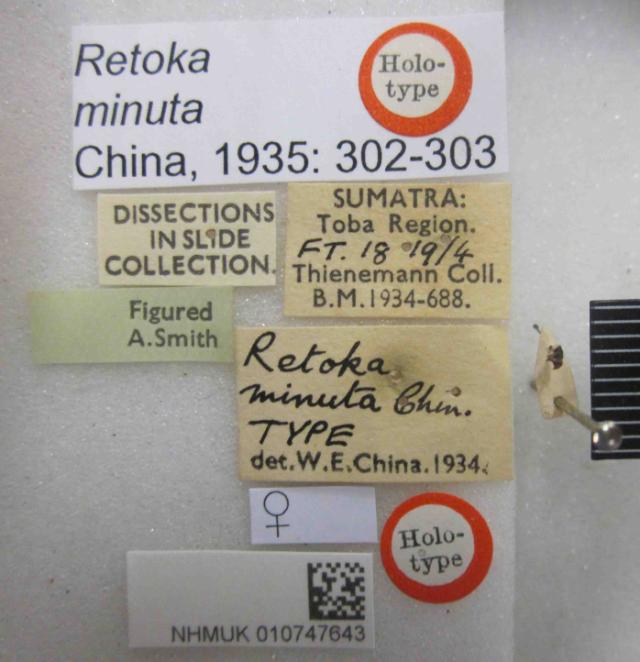 Retoka
minuta
China, 1935: 302-303
Holo-
type
DISSECTIONS
IN SLIDE
COLLECTION.
SUMATRA:
Toba Region.
FT. 18 19/4
Thienemann Coll.
B.M.1934-688.
Figured
A.Smith
Retoka
minuta Chin.
TYPE
det.W.E.China.1934.
♀
Holo-
type
NHMUK 010747643